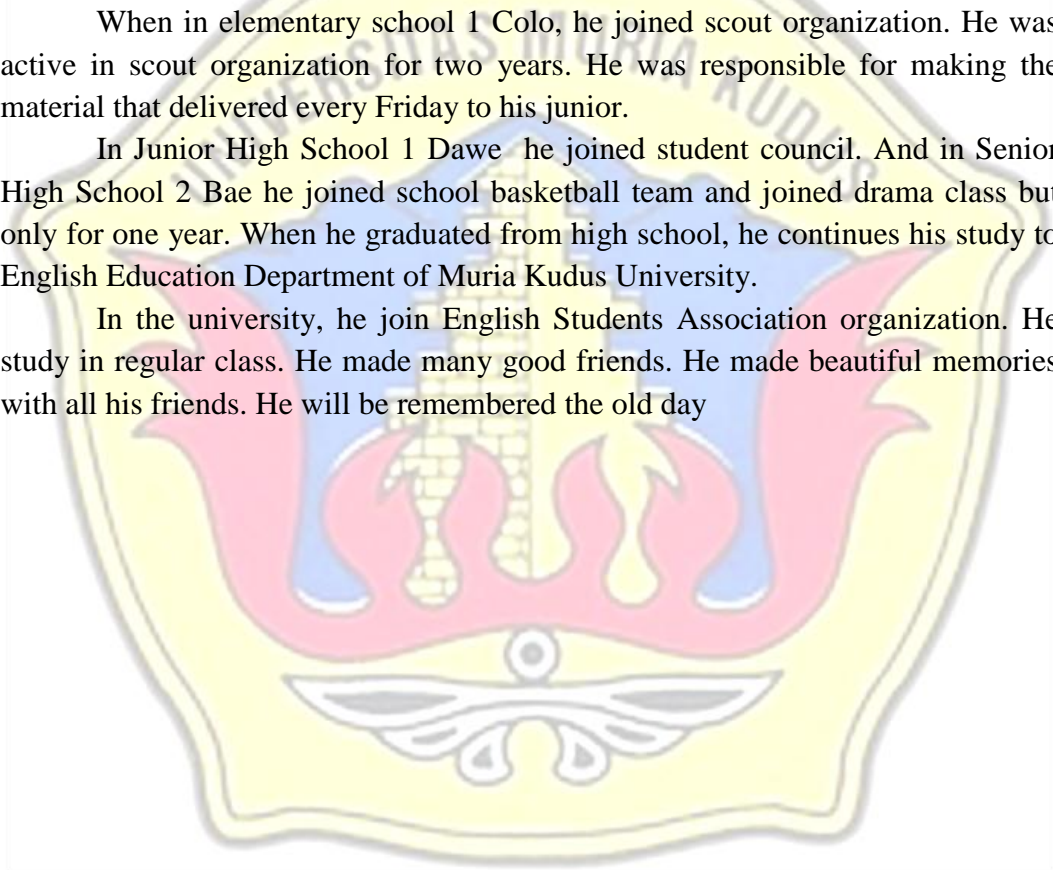 When in elementary school 1 Colo, he joined scout organization. He was
active in scout organization for two years. He was responsible for making the
material that delivered every Friday to his junior.
In Junior High School 1 Dawe he joined student council. And in Senior
High School 2 Bae he joined school basketball team and joined drama class but
only for one year. When he graduated from high school, he continues his study to
English Education Department of Muria Kudus University.
In the university, he join English Students Association organization. He
study in regular class. He made many good friends. He made beautiful memories
with all his friends. He will be remembered the old day
UNIVERSITAS MURIA KUDUS